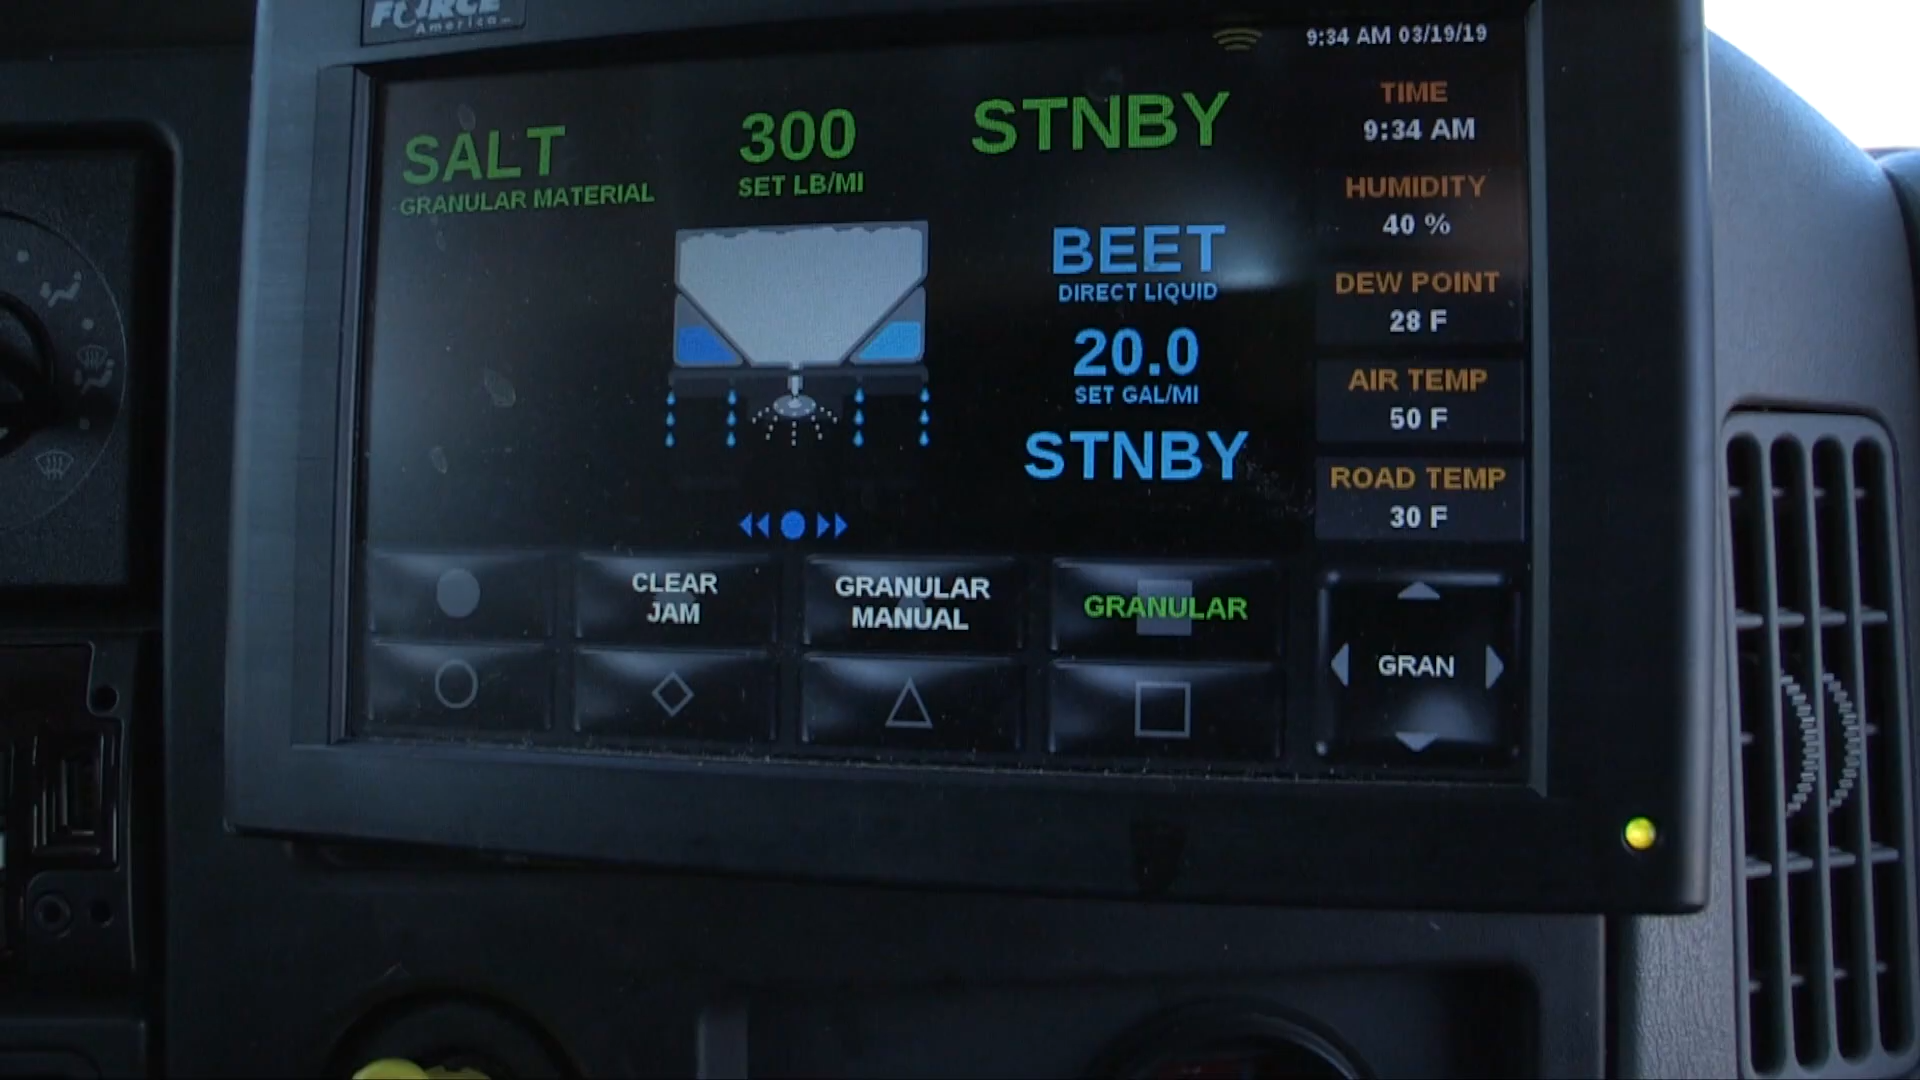 FORCE
America
9:34 AM 03/19/19
SALT
GRANULAR MATERIAL
300
SET LB/MI
STNBY
BEET
DIRECT LIQUID
20.0
SET GAL/MI
STNBY
TIME
9:34 AM
HUMIDITY
40 %
DEW POINT
28 F
AIR TEMP
50 F
ROAD TEMP
30 F
CLEAR
JAM
GRANULAR
MANUAL
GRANULAR
GRAN